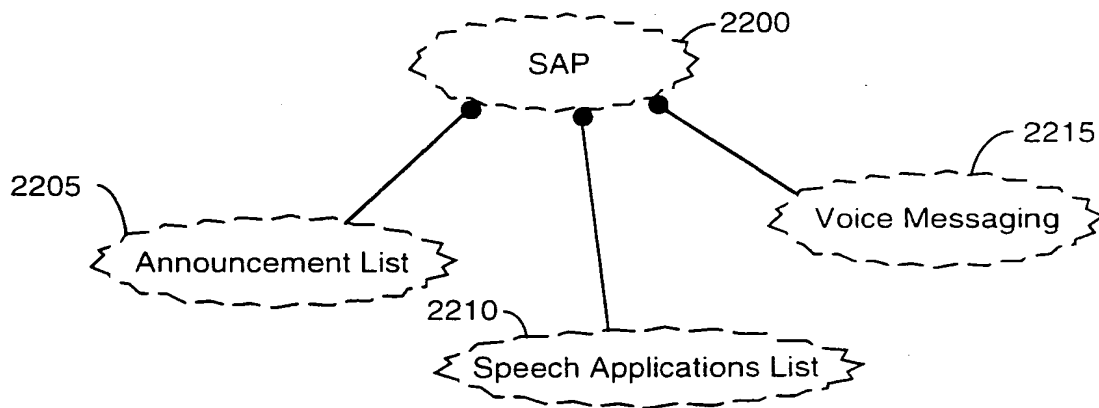 2200
SAP
2215
2205
Voice Messaging
Announcement List
2210
Speech Applications List